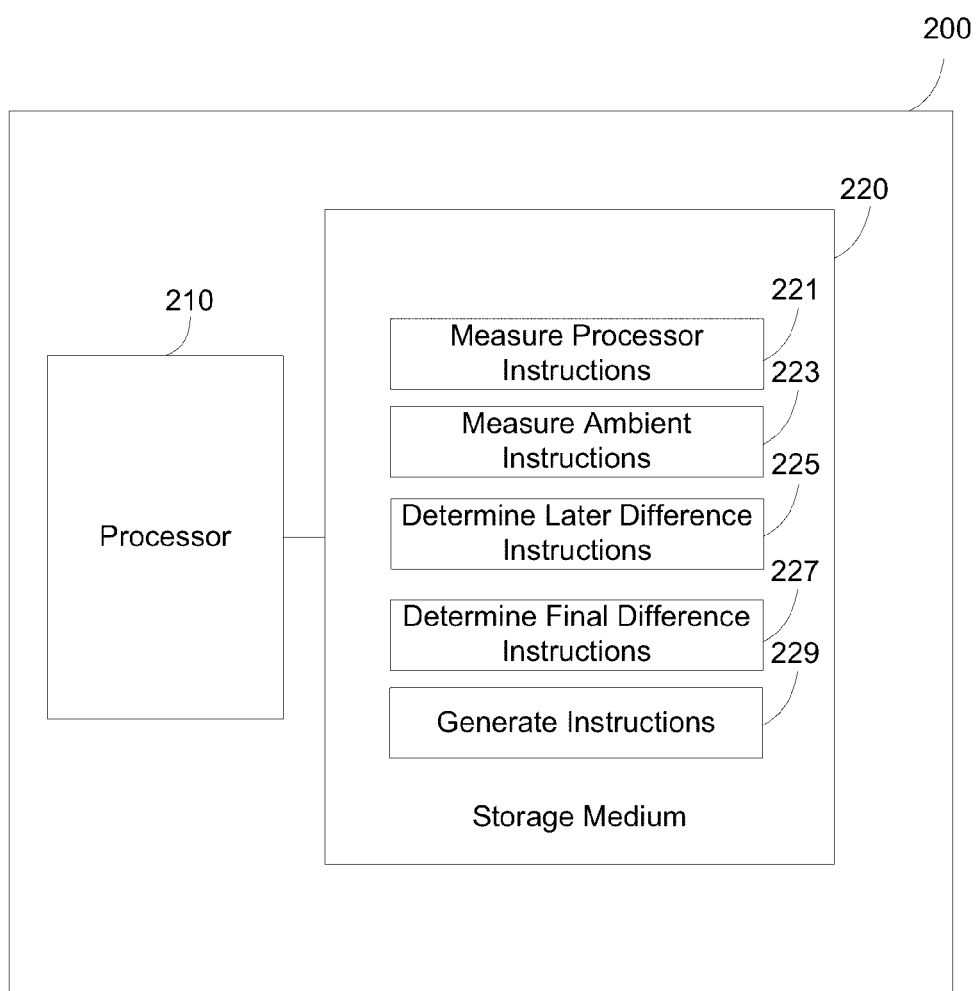 200
220
210
221
Measure Processor
Instructions
223
Measure Ambient
Instructions
225
Determine Later Difference
Instructions
Processor
227
Determine Final Difference
Instructions
229
Generate Instructions
Storage Medium